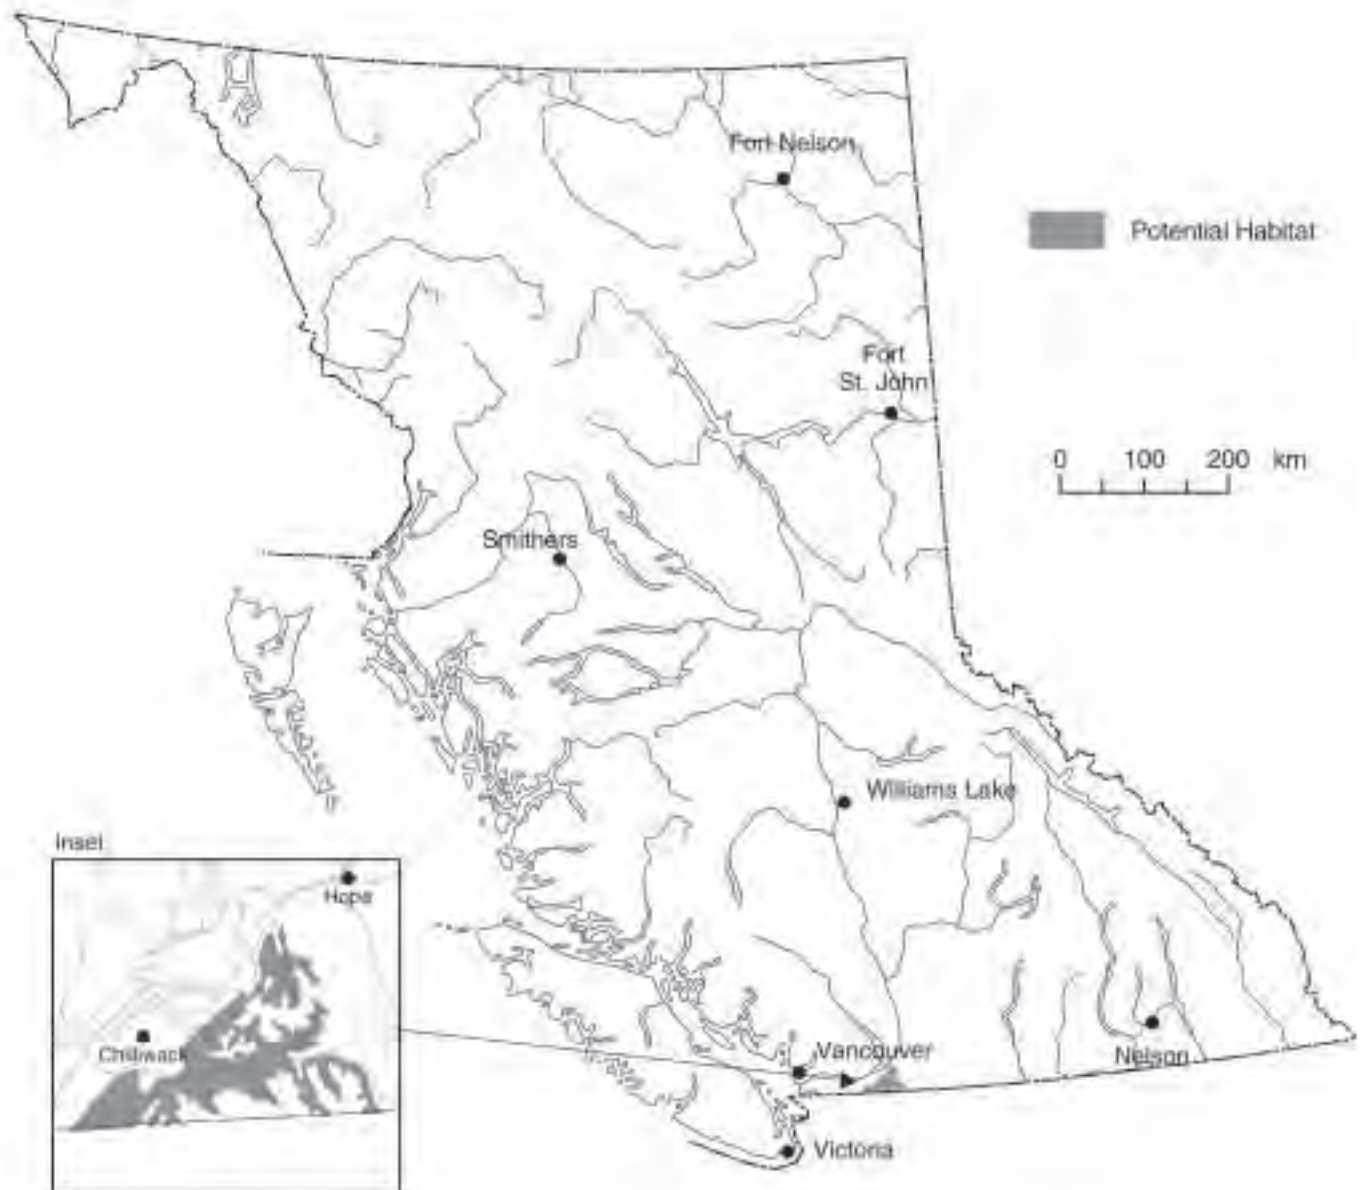 Fort Nelson
Potential Habitat
Fort
St. John
0 100 200 km
Smithers
Williams Lake
Inset
Hope
Chilliwack
Vancouver
Nelson
Victoria